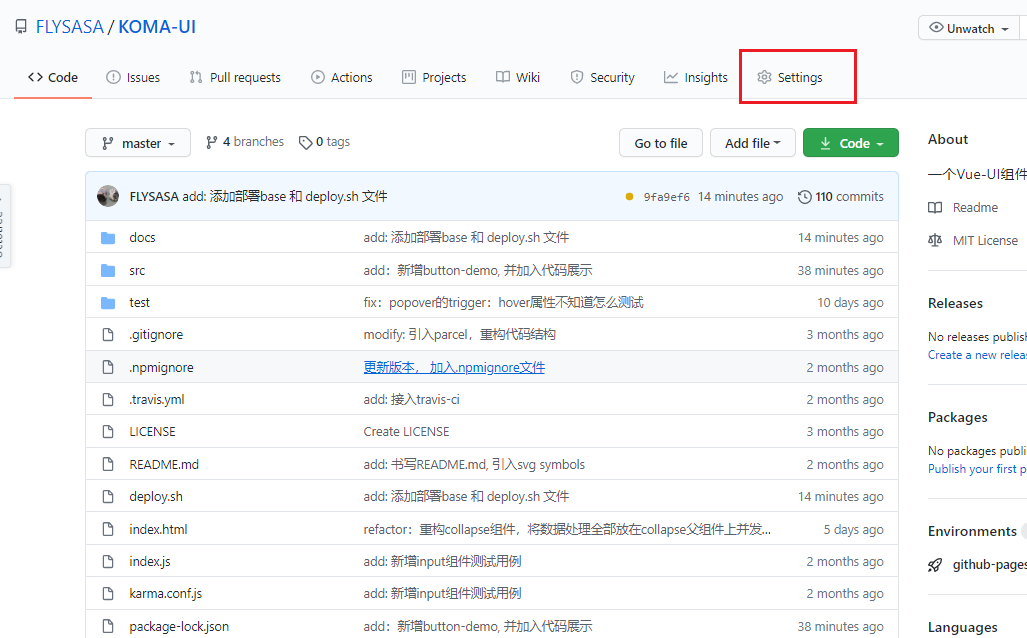 FLYSASA / KOMA-UI
Unwatch
Code Issues Pull requests Actions Projects Wiki Security Insights Settings
master 4 branches 0 tags Go to file Add file Code
About
一个Vue-UI组件
Readme
MIT License
Releases
No releases publish
Create a new releas
Packages
No packages publi
Publish your first p
Environments
github-pages
Languages
FLYSASA add: 添加部署base 和 deploy.sh 文件 9fa9ef6 14 minutes ago 110 commits
docs add: 添加部署base 和 deploy.sh 文件 14 minutes ago
src add：新增button-demo, 并加入代码展示 38 minutes ago
test fix：popover的trigger：hover属性不知道怎么测试 10 days ago
.gitignore modify: 引入parcel，重构代码结构 3 months ago
.npmignore 更新版本， 加入.npmignore文件 2 months ago
.travis.yml add: 接入travis-ci 2 months ago
LICENSE Create LICENSE 3 months ago
README.md add: 书写README.md, 引入svg symbols 2 months ago
deploy.sh add: 添加部署base 和 deploy.sh 文件 14 minutes ago
index.html refactor：重构collapse组件，将数据处理全部放在collapse父组件上并发... 5 days ago
index.js add: 新增input组件测试用例 2 months ago
karma.conf.js add: 新增input组件测试用例 2 months ago
package-lock.json add：新增button-demo, 并加入代码展示 38 minutes ago